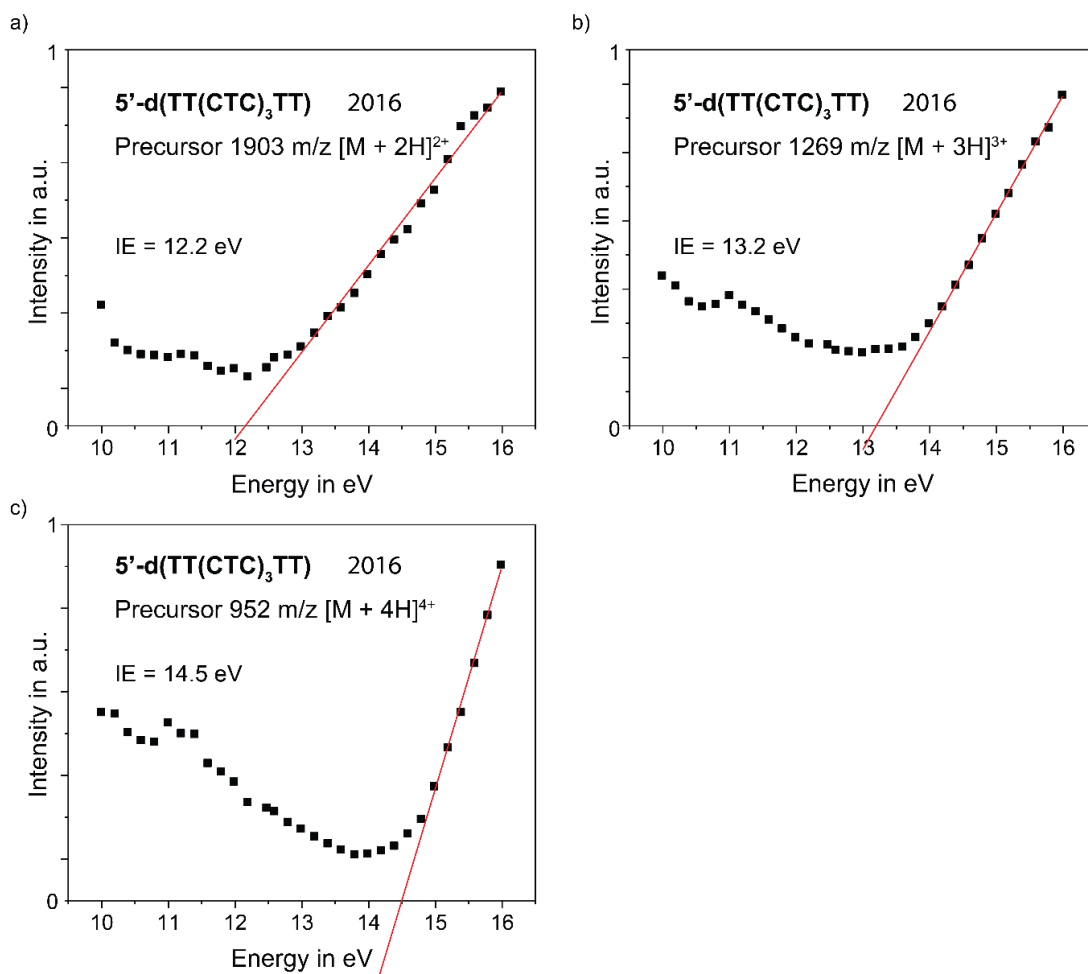 a)
1
5'-d(TT(CTC)₃TT) 2016
Precursor 1903 m/z [M + 2H]²⁺
IE = 12.2 eV
Intensity in a.u.
0
10 11 12 13 14 15 16
Energy in eV
b)
1
5'-d(TT(CTC)₃TT) 2016
Precursor 1269 m/z [M + 3H]³⁺
IE = 13.2 eV
Intensity in a.u.
0
10 11 12 13 14 15 16
Energy in eV
c)
1
5'-d(TT(CTC)₃TT) 2016
Precursor 952 m/z [M + 4H]⁴⁺
IE = 14.5 eV
Intensity in a.u.
0
10 11 12 13 14 15 16
Energy in eV